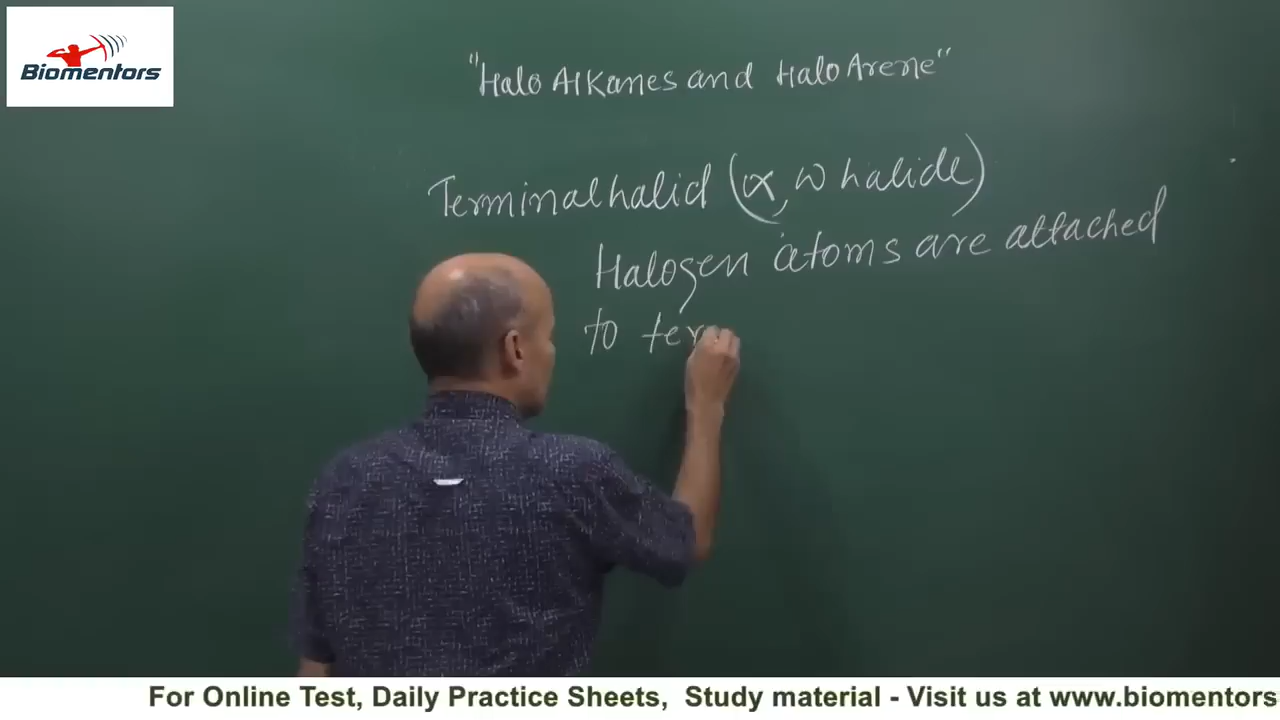 Biomentors
"Halo Alkanes and Halo Arene"
Terminal halid (α, ω halide)
Halogen atoms are attached
to ter
For Online Test, Daily Practice Sheets, Study material - Visit us at www.biomentors